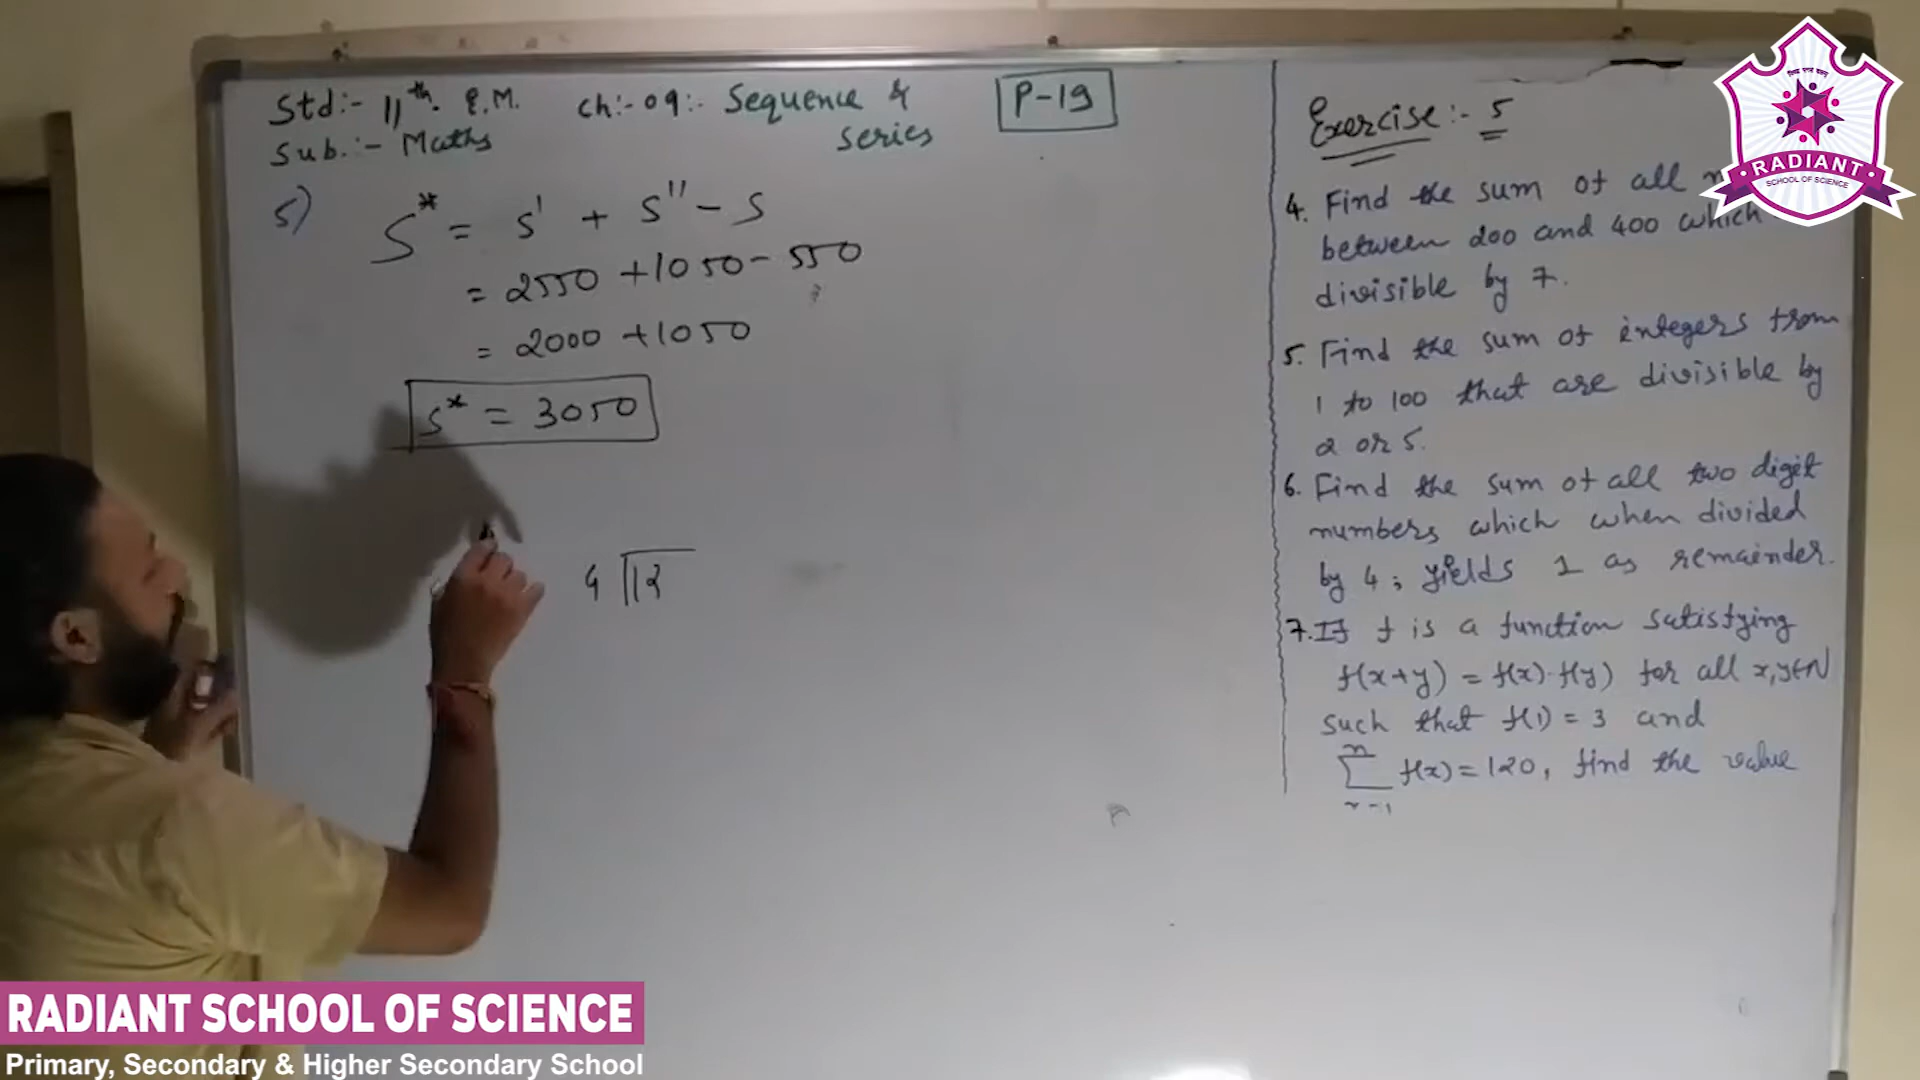 Std:- 11th. E.M. Ch:- 09:- Sequence &
Sub.:- Maths series
P-19
5)
S* = S' + S'' - S
= 2550 + 1050 - 550
= 2000 + 1050
S* = 3050
4 12
Exercise:- 5
4. Find the sum of all
between 200 and 400 which
divisible by 7.
5. Find the sum of integers from
1 to 100 that are divisible by
2 or 5.
6. Find the sum of all two digit
numbers which when divided
by 4, yields 1 as remainder.
7. If f is a function satisfying
f(x+y) = f(x)·f(y) for all x,y∈N
such that f(1) = 3 and
n
∑ f(x) = 120, find the value
x=1
RADIANT
SCHOOL OF SCIENCE
RADIANT SCHOOL OF SCIENCE
Primary, Secondary & Higher Secondary School